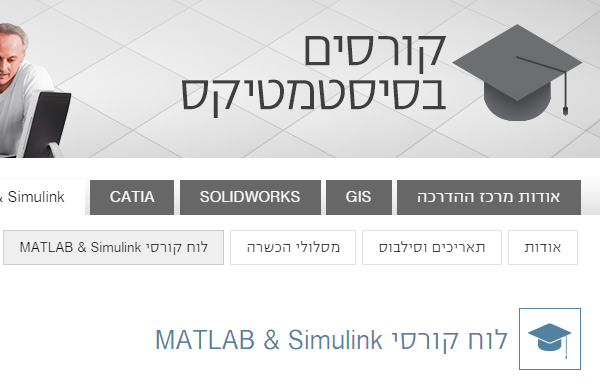 קורסים
בסיסטמטיקס
אודות מרכז ההדרכה
GIS
SOLIDWORKS
CATIA
& Simulink
אודות
תאריכים וסילבוס
מסלולי הכשרה
לוח קורסי MATLAB & Simulink
לוח קורסי MATLAB & Simulink